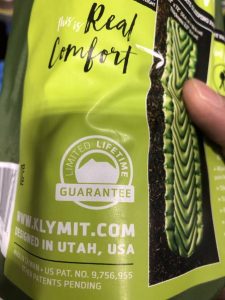 this is Real
Comfort
LIMITED LIFETIME
GUARANTEE
WWW.KLYMIT.COM
DESIGNED IN UTAH, USA
US PAT. NO. 9,756,955
PATENTS PENDING